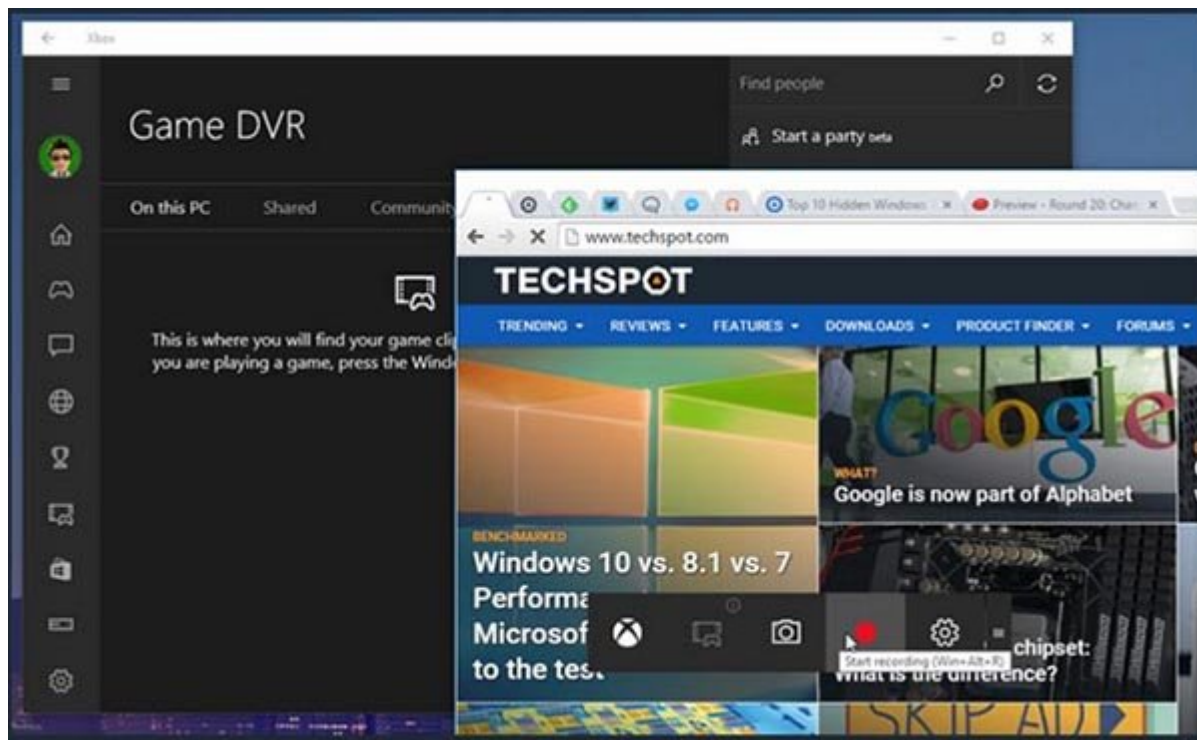 Xbox
Game DVR
Find people
Start a party beta
On this PC
Shared
Community
This is where you will find your game clip
you are playing a game, press the Wind
Top 10 Hidden Windows
Preview - Round 20: Char
www.techspot.com
TECHSPOT
TRENDING
REVIEWS
FEATURES
DOWNLOADS
PRODUCT FINDER
FORUMS
WHAT?
Google is now part of Alphabet
Google
BENCHMARKED
Windows 10 vs. 8.1 vs. 7
Performa
Microsof
to the test
Start recording (Win+Alt+R)
chipset:
What is the difference?
SKIP AD